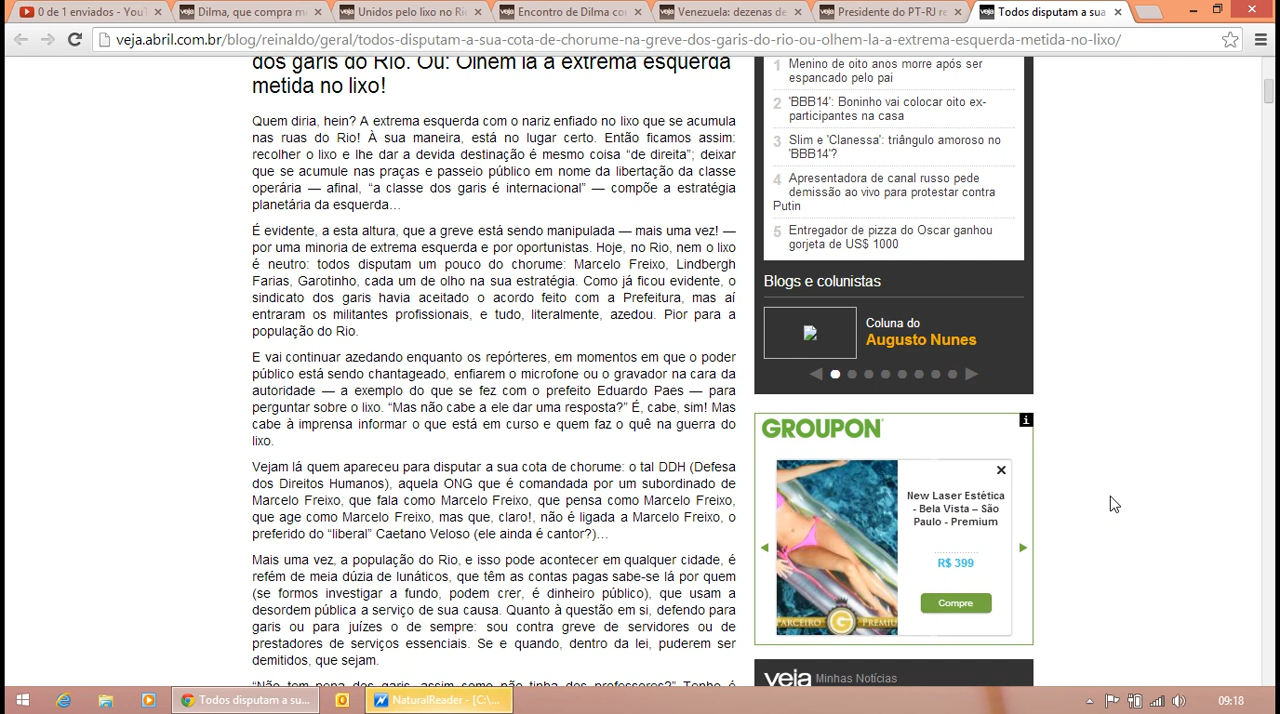 0 de 1 enviados - YouT
Dilma, que compra m
Unidos pelo lixo no Ri
Encontro de Dilma co
Venezuela: dezenas de
Presidente do PT-RJ re
Todos disputam a sua
veja.abril.com.br/blog/reinaldo/geral/todos-disputam-a-sua-cota-de-chorume-na-greve-dos-garis-do-rio-ou-olhem-la-a-extrema-esquerda-metida-no-lixo/
dos garis do Rio. Ou: Olhem lá a extrema esquerda
metida no lixo!
Quem diria, hein? A extrema esquerda com o nariz enfiado no lixo que se acumula
nas ruas do Rio! À sua maneira, está no lugar certo. Então ficamos assim:
recolher o lixo e lhe dar a devida destinação é mesmo coisa “de direita”; deixar
que se acumule nas praças e passeio público em nome da libertação da classe
operária — afinal, “a classe dos garis é internacional” — compõe a estratégia
planetária da esquerda…
É evidente, a esta altura, que a greve está sendo manipulada — mais uma vez! —
por uma minoria de extrema esquerda e por oportunistas. Hoje, no Rio, nem o lixo
é neutro: todos disputam um pouco do chorume: Marcelo Freixo, Lindbergh
Farias, Garotinho, cada um de olho na sua estratégia. Como já ficou evidente, o
sindicato dos garis havia aceitado o acordo feito com a Prefeitura, mas aí
entraram os militantes profissionais, e tudo, literalmente, azedou. Pior para a
população do Rio.
E vai continuar azedando enquanto os repórteres, em momentos em que o poder
público está sendo chantageado, enfiarem o microfone ou o gravador na cara da
autoridade — a exemplo do que se fez com o prefeito Eduardo Paes — para
perguntar sobre o lixo. “Mas não cabe a ele dar uma resposta?” É, cabe, sim! Mas
cabe à imprensa informar o que está em curso e quem faz o quê na guerra do
lixo.
Vejam lá quem apareceu para disputar a sua cota de chorume: o tal DDH (Defesa
dos Direitos Humanos), aquela ONG que é comandada por um subordinado de
Marcelo Freixo, que fala como Marcelo Freixo, que pensa como Marcelo Freixo,
que age como Marcelo Freixo, mas que, claro!, não é ligada a Marcelo Freixo, o
preferido do “liberal” Caetano Veloso (ele ainda é cantor?)…
Mais uma vez, a população do Rio, e isso pode acontecer em qualquer cidade, é
refém de meia dúzia de lunáticos, que têm as contas pagas sabe-se lá por quem
(se formos investigar a fundo, podem crer, é dinheiro público), que usam a
desordem pública a serviço de sua causa. Quanto à questão em si, defendo para
garis ou para juízes o de sempre: sou contra greve de servidores ou de
prestadores de serviços essenciais. Se e quando, dentro da lei, puderem ser
demitidos, que sejam.
“Não tem pena dos garis, assim como não tinha dos professores?” Tenho é
1 Menino de oito anos morre após ser
espancado pelo pai
2 'BBB14': Boninho vai colocar oito ex-
participantes na casa
3 Slim e 'Clanessa': triângulo amoroso no
'BBB14'?
4 Apresentadora de canal russo pede
demissão ao vivo para protestar contra
Putin
5 Entregador de pizza do Oscar ganhou
gorjeta de US$ 1000
Blogs e colunistas
Coluna do
Augusto Nunes
GROUPON
New Laser Estética
- Bela Vista – São
Paulo - Premium
R$ 399
Compre
PARCEIRO G PREMIUM
veja Minhas Notícias
Todos disputam a su...
NaturalReader - [C:\...
09:18